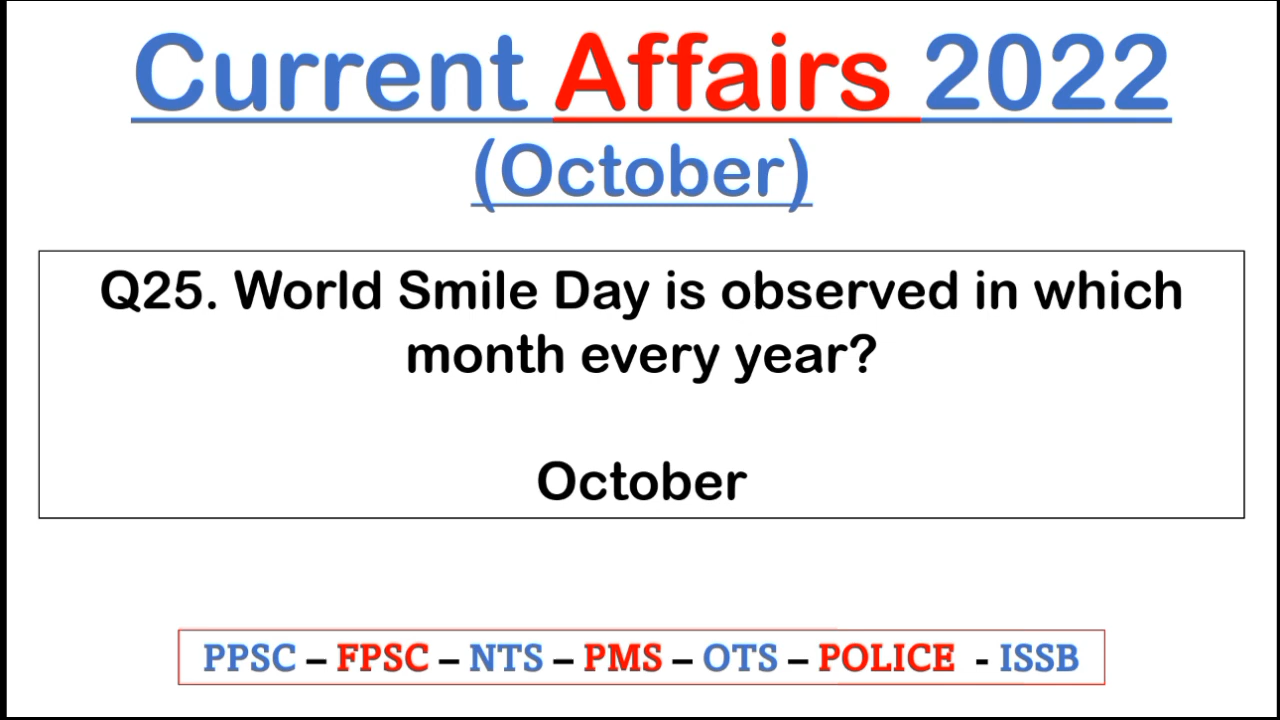 Current Affairs 2022
(October)
Q25. World Smile Day is observed in which
month every year?
October
PPSC – FPSC – NTS – PMS – OTS – POLICE - ISSB